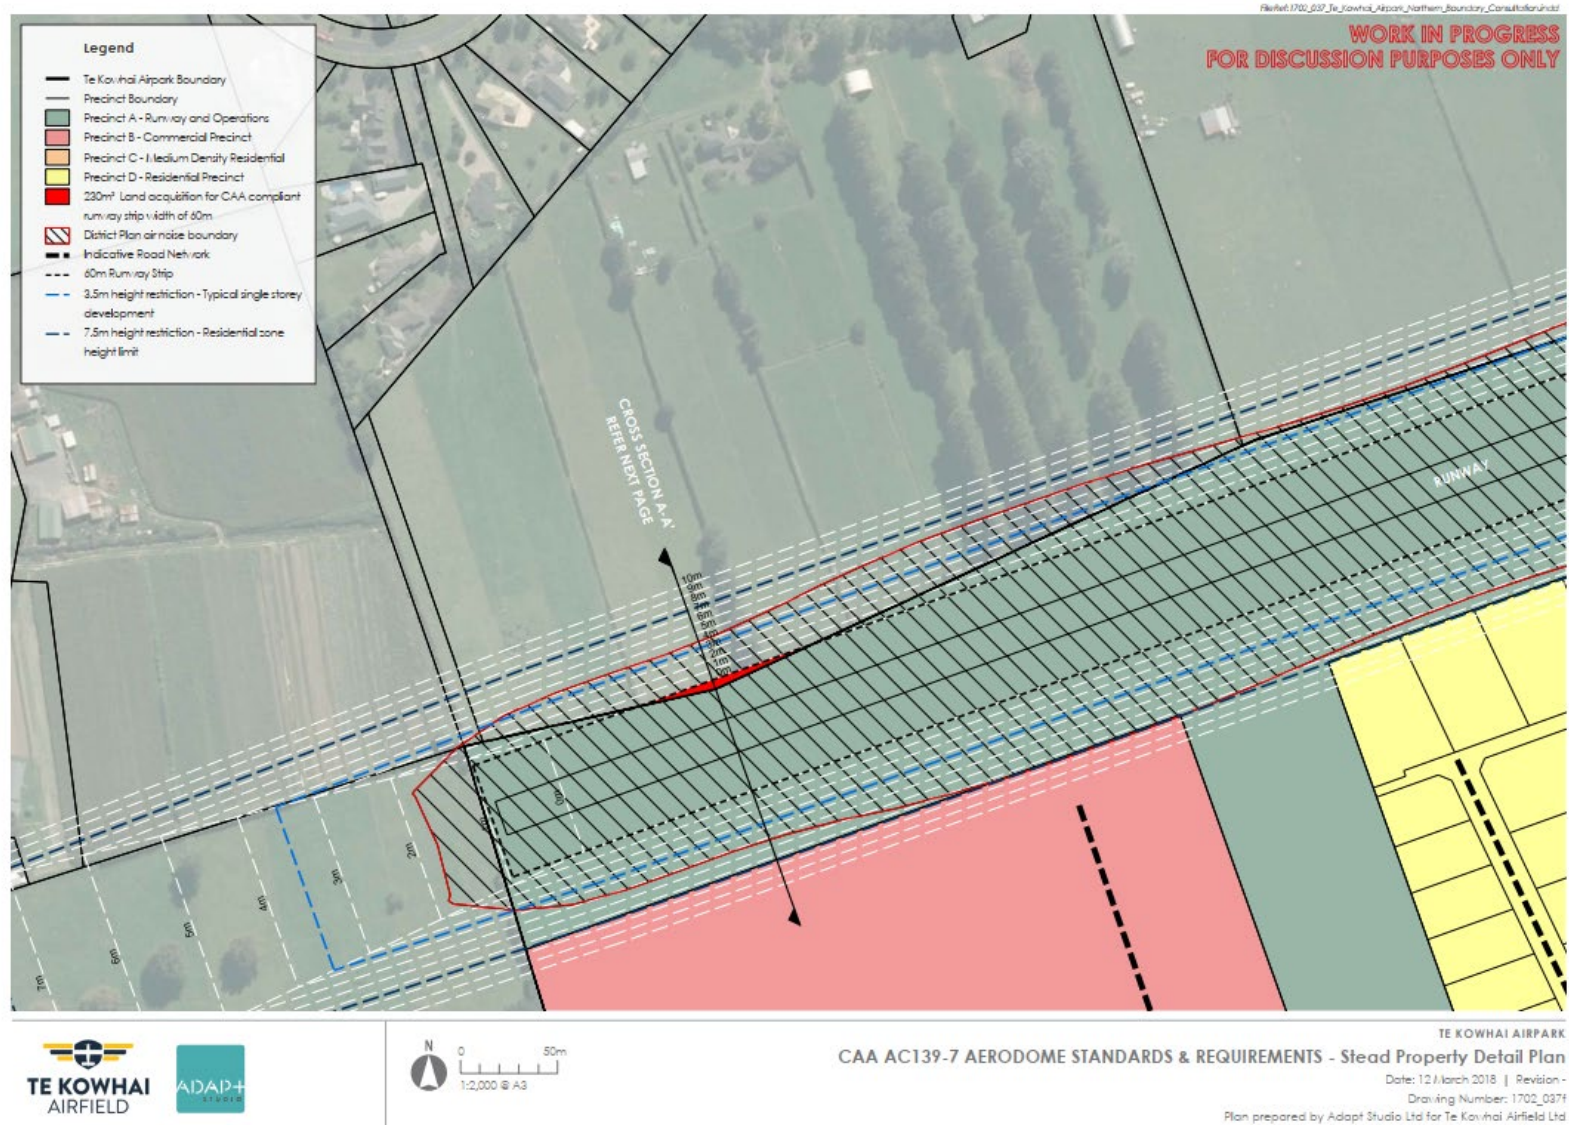 FileRef: 1702_037_Te_Kowhai_Airpark_Northern_Boundary_Consultation.indd
WORK IN PROGRESS
FOR DISCUSSION PURPOSES ONLY
Legend
Te Kowhai Airpark Boundary
Precinct Boundary
Precinct A - Runway and Operations
Precinct B - Commercial Precinct
Precinct C - Medium Density Residential
Precinct D - Residential Precinct
230m² Land acquisition for CAA compliant
runway strip width of 60m
District Plan air noise boundary
Indicative Road Network
60m Runway Strip
3.5m height restriction - Typical single storey
development
7.5m height restriction - Residential zone
height limit
CROSS SECTION A-A'
REFER NEXT PAGE
RUNWAY
10m
9m
8m
7m
6m
5m
4m
3m
2m
1m
0m
0m
2m
3m
4m
5m
6m
7m
TE KOWHAI
AIRFIELD
ADAPT
STUDIO
N
0 50m
1:2,000 @ A3
TE KOWHAI AIRPARK
CAA AC139-7 AERODOME STANDARDS & REQUIREMENTS - Stead Property Detail Plan
Date: 12 March 2018 | Revision -
Drawing Number: 1702_037f
Plan prepared by Adapt Studio Ltd for Te Kowhai Airfield Ltd